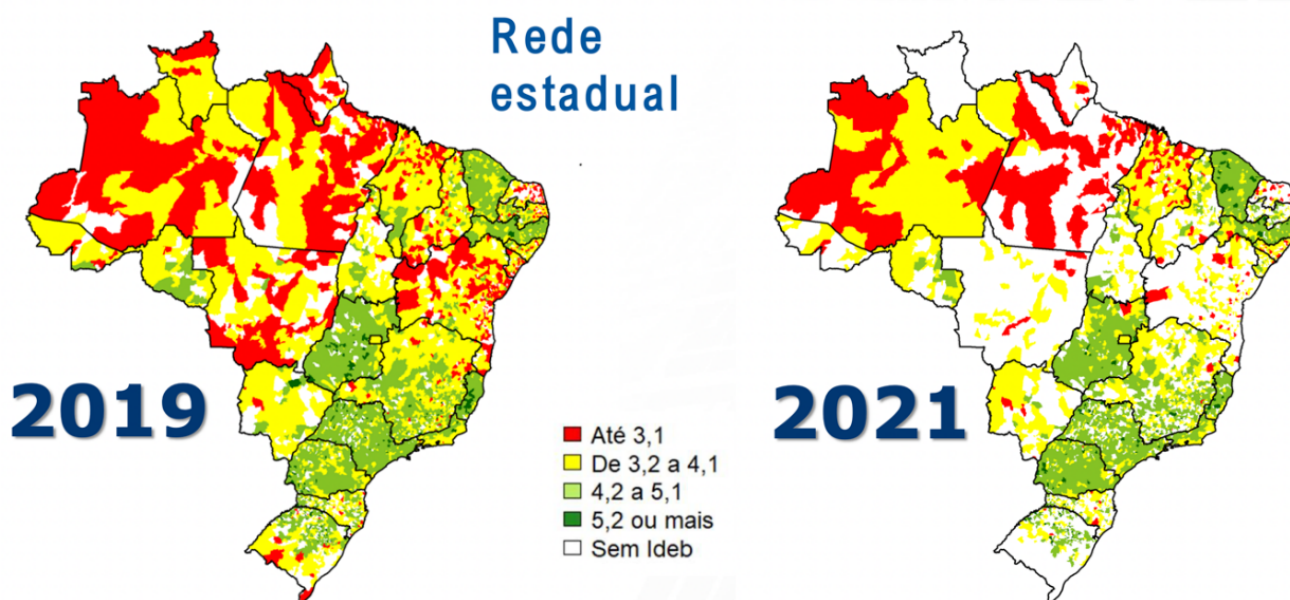 Rede
estadual
2019
2021
Até 3,1
De 3,2 a 4,1
4,2 a 5,1
5,2 ou mais
Sem Ideb